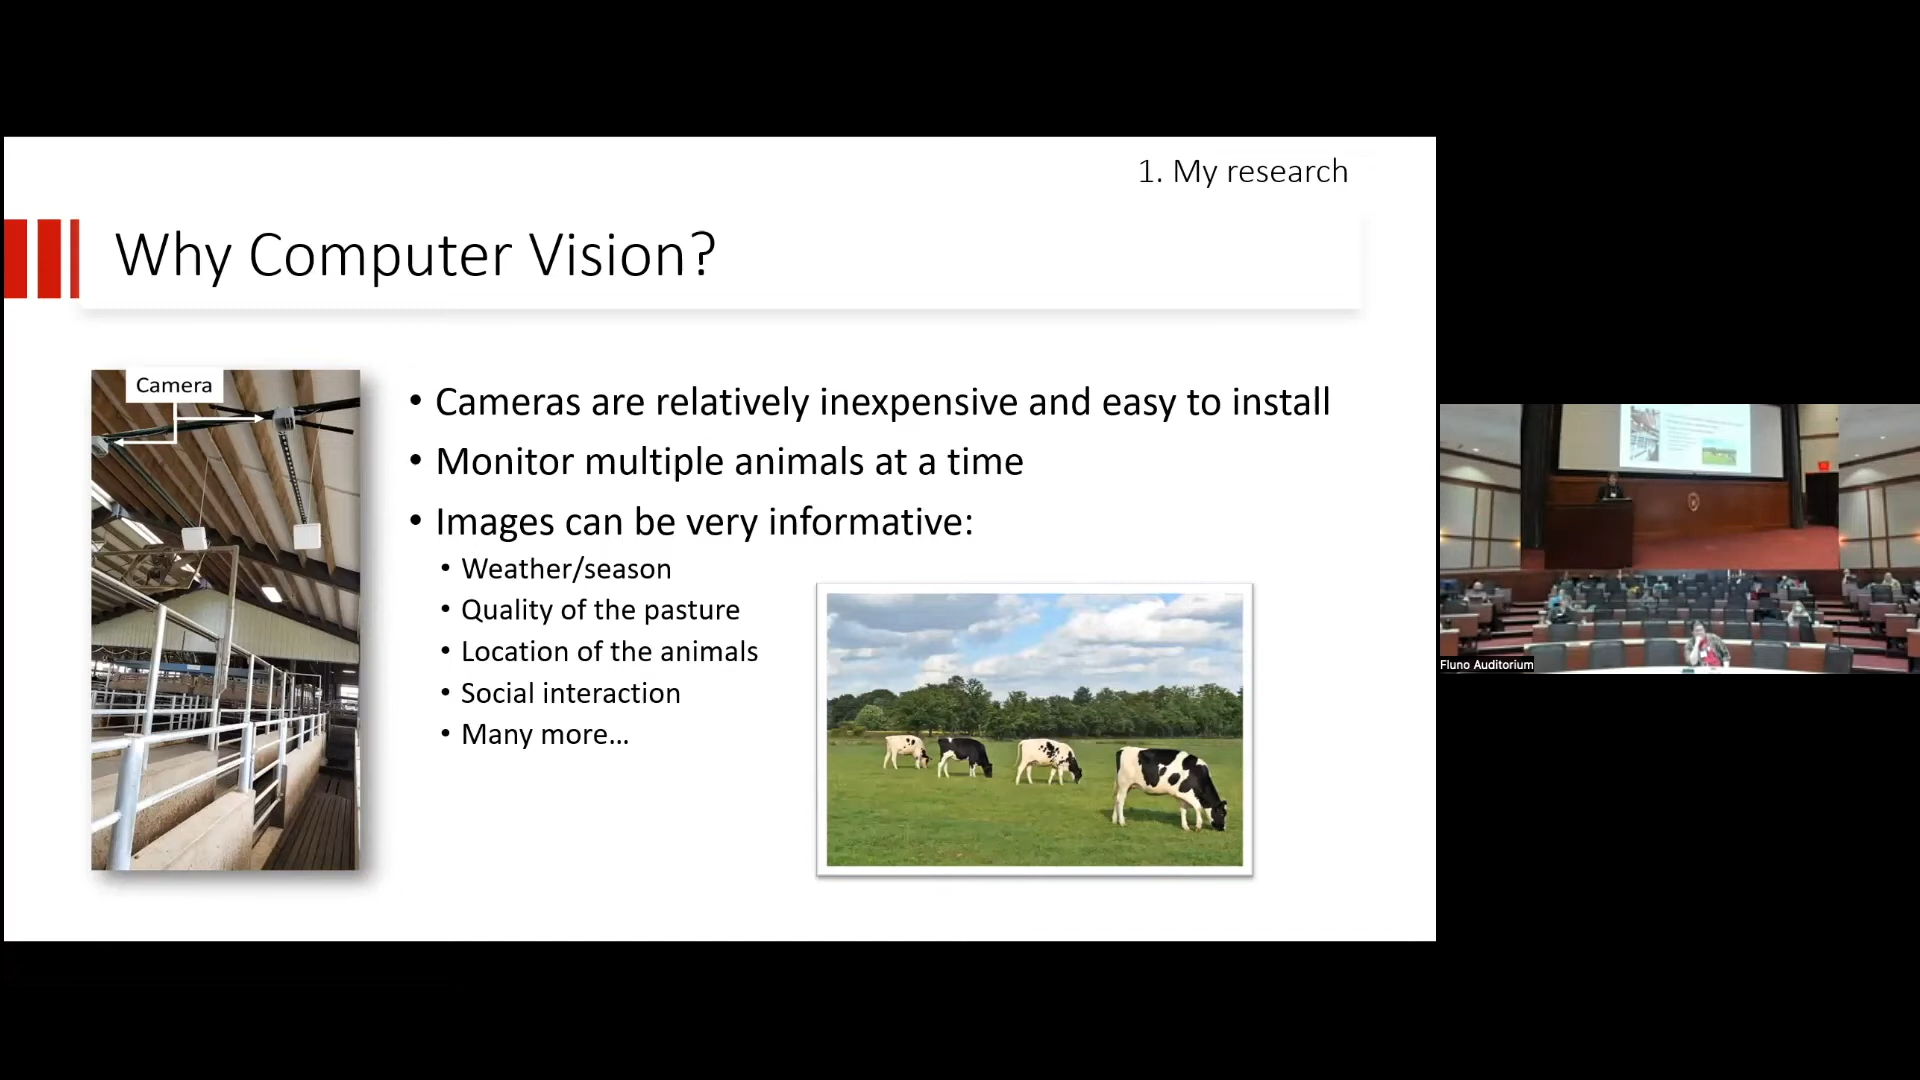 1. My research
Why Computer Vision?
Camera
• Cameras are relatively inexpensive and easy to install
• Monitor multiple animals at a time
• Images can be very informative:
• Weather/season
• Quality of the pasture
• Location of the animals
• Social interaction
• Many more...
Fluno Auditorium